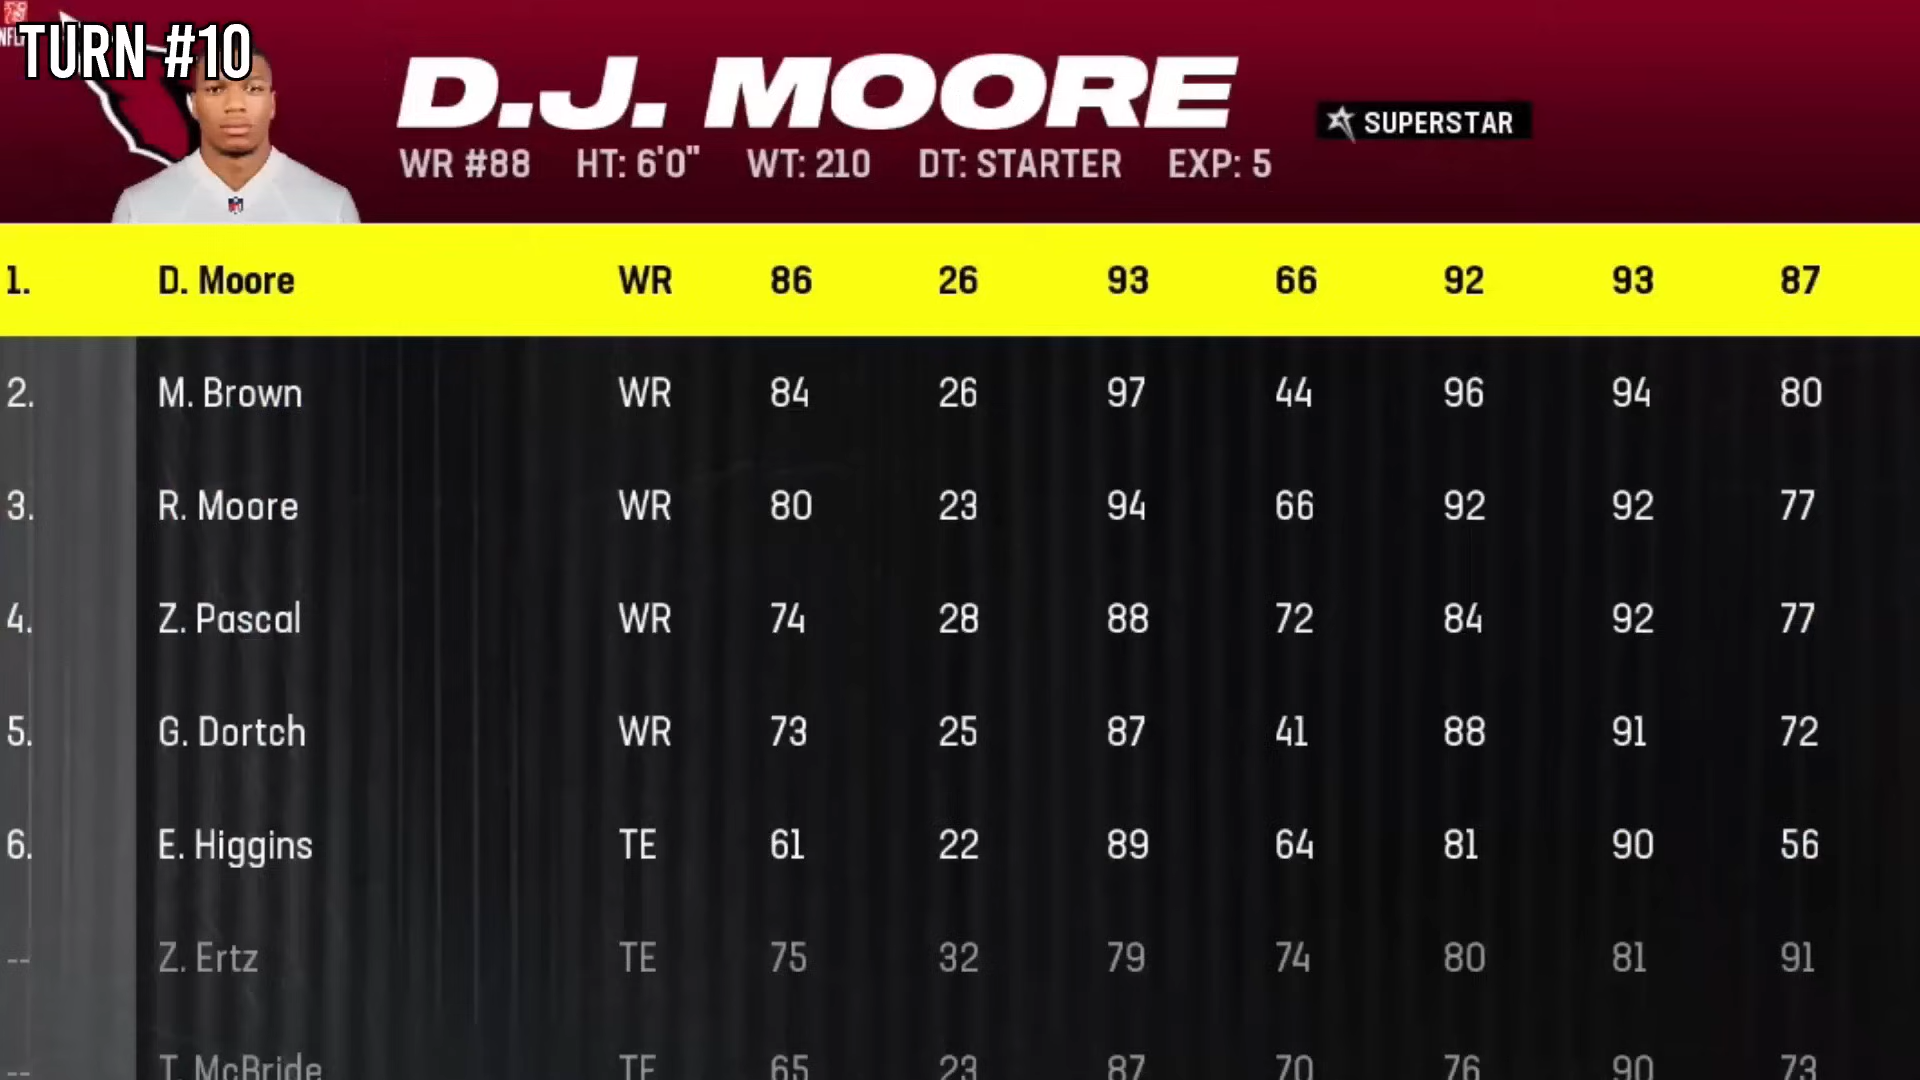 TURN #10
D.J. MOORE
SUPERSTAR
WR #88 HT: 6'0" WT: 210 DT: STARTER EXP: 5
1. D. Moore WR 86 26 93 66 92 93 87
2. M. Brown WR 84 26 97 44 96 94 80
3. R. Moore WR 80 23 94 66 92 92 77
4. Z. Pascal WR 74 28 88 72 84 92 77
5. G. Dortch WR 73 25 87 41 88 91 72
6. E. Higgins TE 61 22 89 64 81 90 56
-- Z. Ertz TE 75 32 79 74 80 81 91
-- T. McBride TE 65 23 87 70 76 90 73